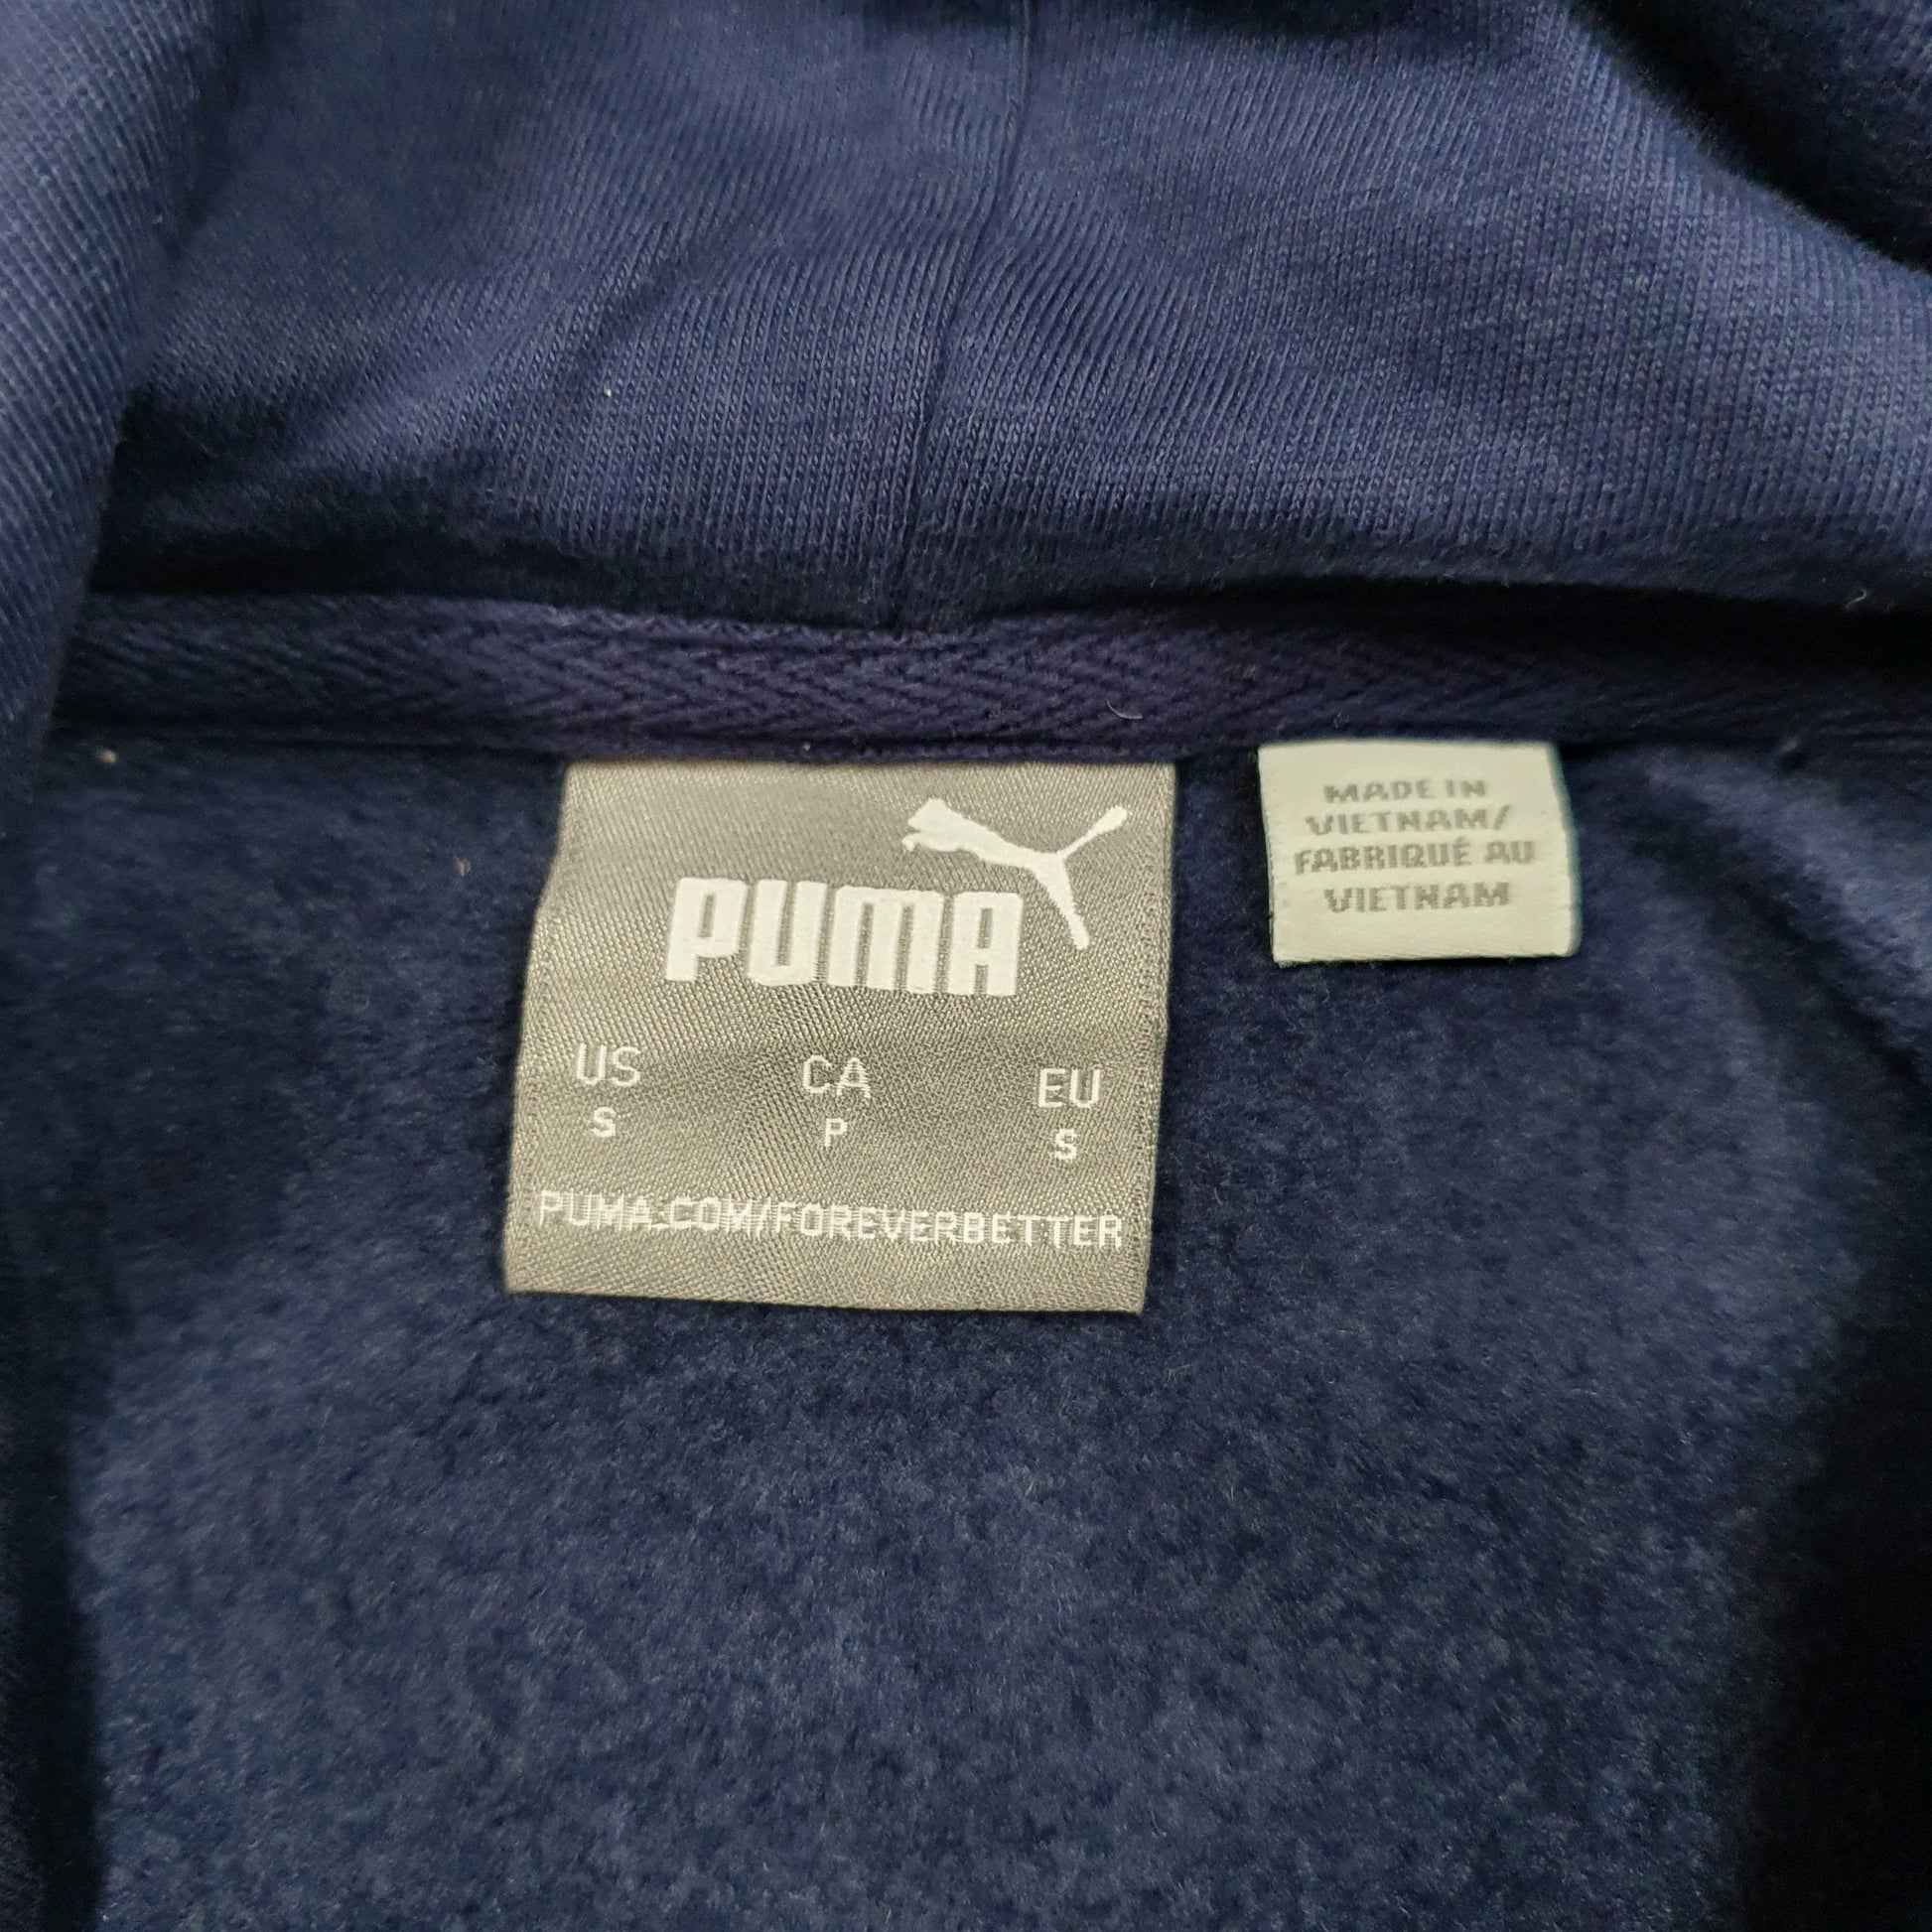 PUMA
US CA EU
S P S
PUMA.COM/FOREVERBETTER
MADE IN
VIETNAM/
FABRIQUÉ AU
VIETNAM